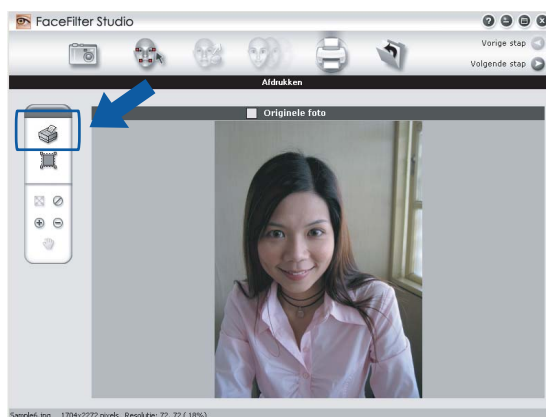 FaceFilter Studio
Vorige stap
Volgende stap
Afdrukken
Originele foto
Sample6.jpg 1704x2272 pixels Resolutie: 72, 72 ( 18%)